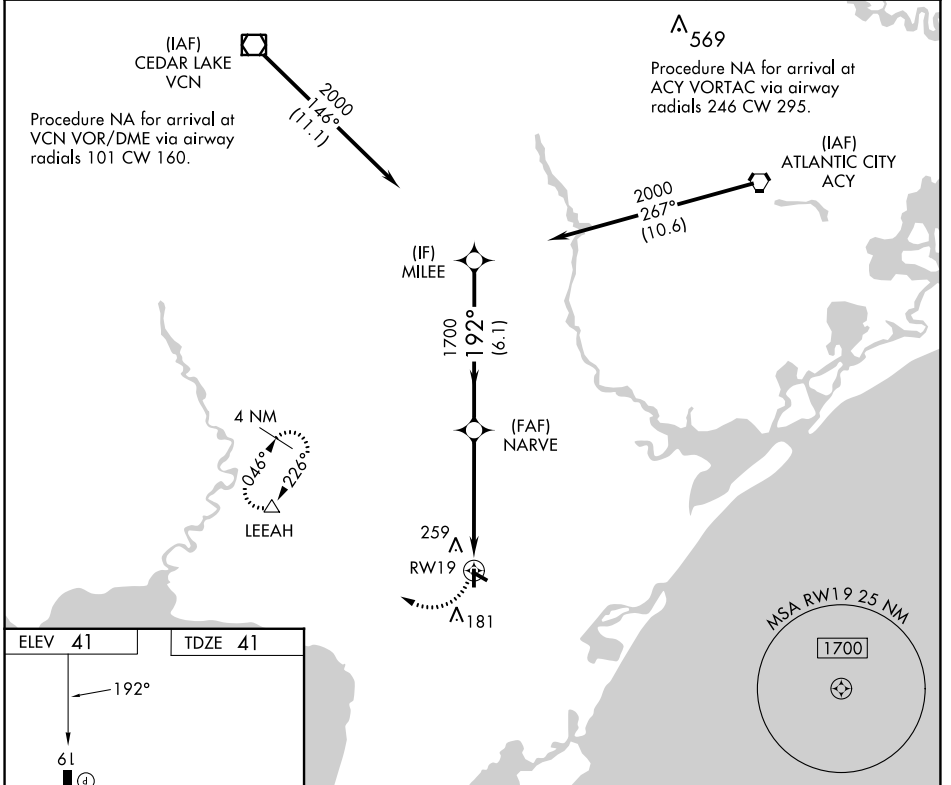 (IAF)
CEDAR LAKE
VCN
Procedure NA for arrival at
VCN VOR/DME via airway
radials 101 CW 160.
2000
146°
(11.1)
569
Procedure NA for arrival at
ACY VORTAC via airway
radials 246 CW 295.
(IAF)
ATLANTIC CITY
ACY
2000
267°
(10.6)
(IF)
MILEE
1700
192°
(6.1)
(FAF)
NARVE
4 NM
046°
226°
LEEAH
259
RW19
181
MSA RW19 25 NM
1700
ELEV 41
TDZE 41
192°
19
P